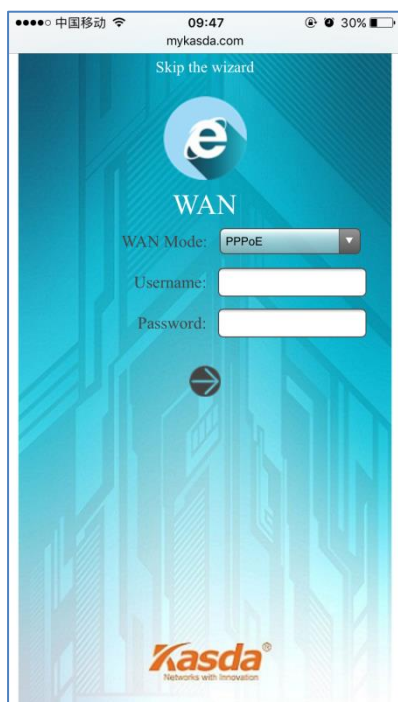 中国移动 09:47 30%
mykasda.com
Skip the wizard
WAN
WAN Mode: PPPoE
Username:
Password:
Kasda®
Networks with Innovation